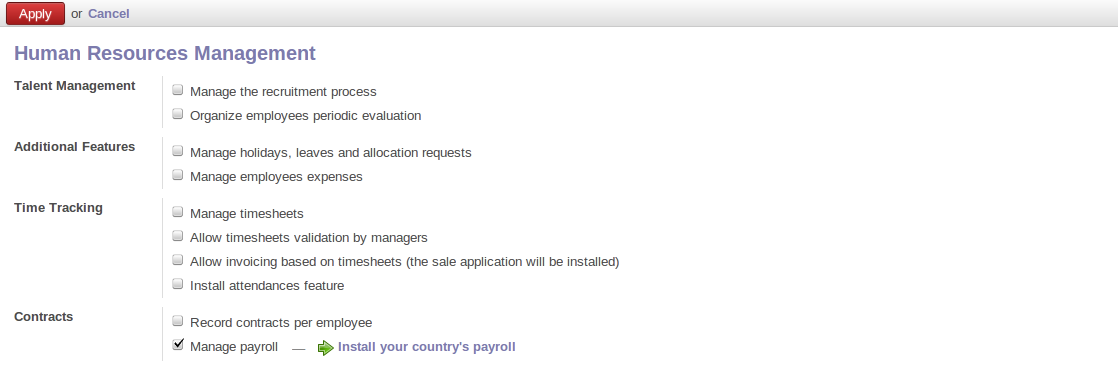 Apply or Cancel
Human Resources Management
Talent Management
Manage the recruitment process
Organize employees periodic evaluation
Additional Features
Manage holidays, leaves and allocation requests
Manage employees expenses
Time Tracking
Manage timesheets
Allow timesheets validation by managers
Allow invoicing based on timesheets (the sale application will be installed)
Install attendances feature
Contracts
Record contracts per employee
Manage payroll — Install your country's payroll